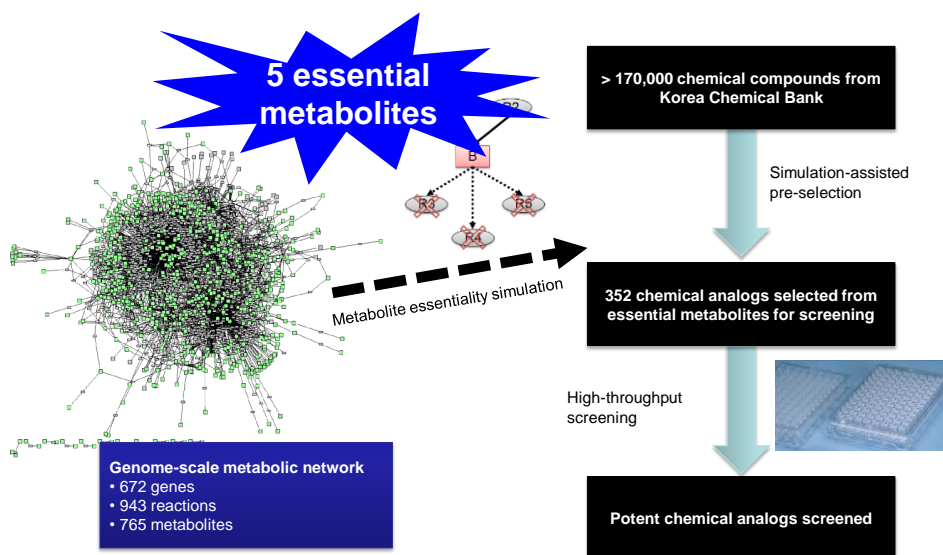 5 essential
metabolites
> 170,000 chemical compounds from
Korea Chemical Bank
R2
B
R3
R5
R4
Simulation-assisted
pre-selection
Metabolite essentiality simulation
352 chemical analogs selected from
essential metabolites for screening
High-throughput
screening
Genome-scale metabolic network
• 672 genes
• 943 reactions
• 765 metabolites
Potent chemical analogs screened